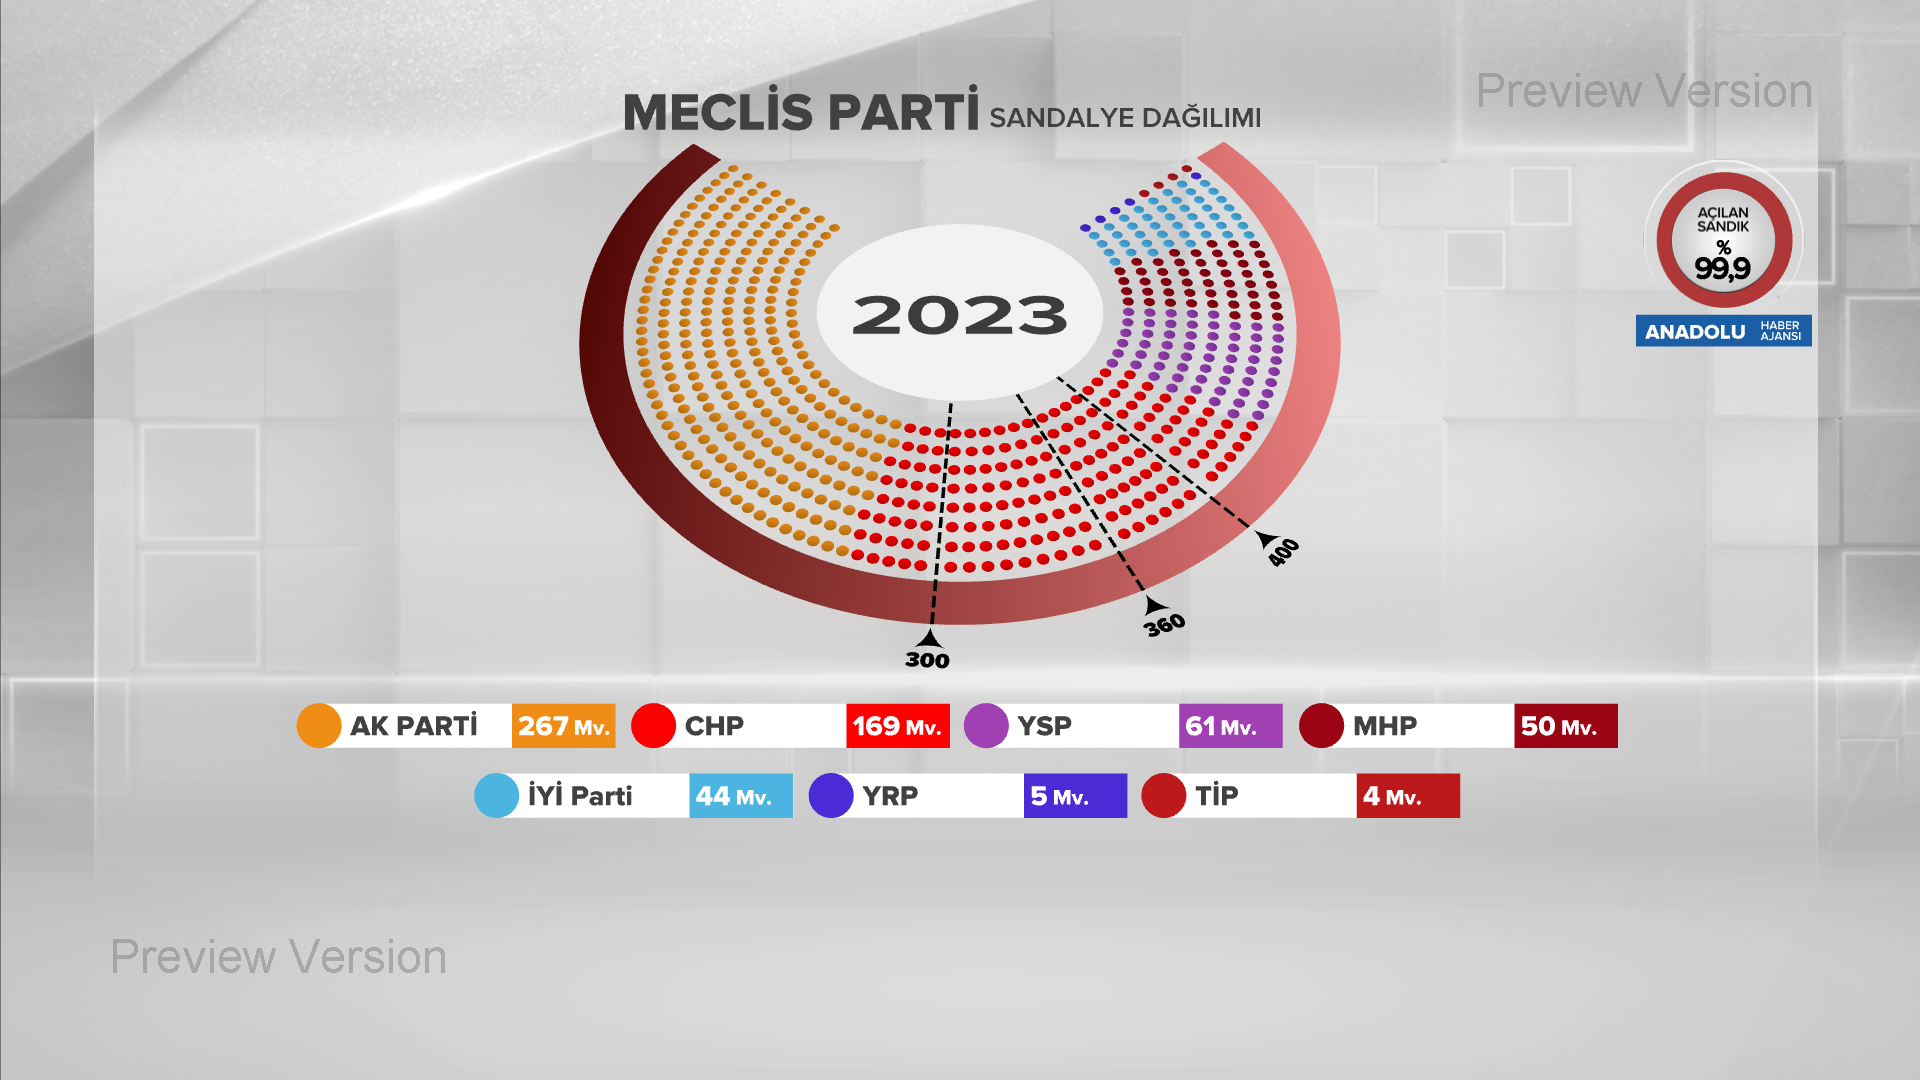 MECLİS PARTİ SANDALYE DAĞILIMI
Preview Version
AÇILAN
SANDIK
%
99,9
ANADOLU HABER AJANSI
2023
400
360
300
AK PARTİ 267 Mv. CHP 169 Mv. YSP 61 Mv. MHP 50 Mv.
İYİ Parti 44 Mv. YRP 5 Mv. TİP 4 Mv.
Preview Version